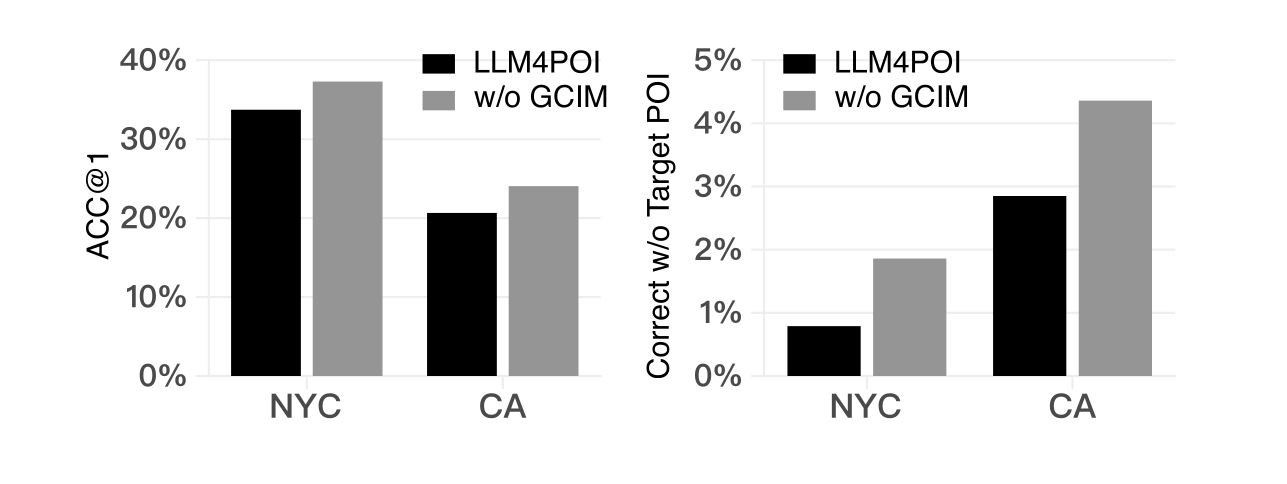 40%
30%
20%
10%
0%
ACC@1
LLM4POI
w/o GCIM
NYC
CA
5%
4%
3%
2%
1%
0%
Correct w/o Target POI
LLM4POI
w/o GCIM
NYC
CA